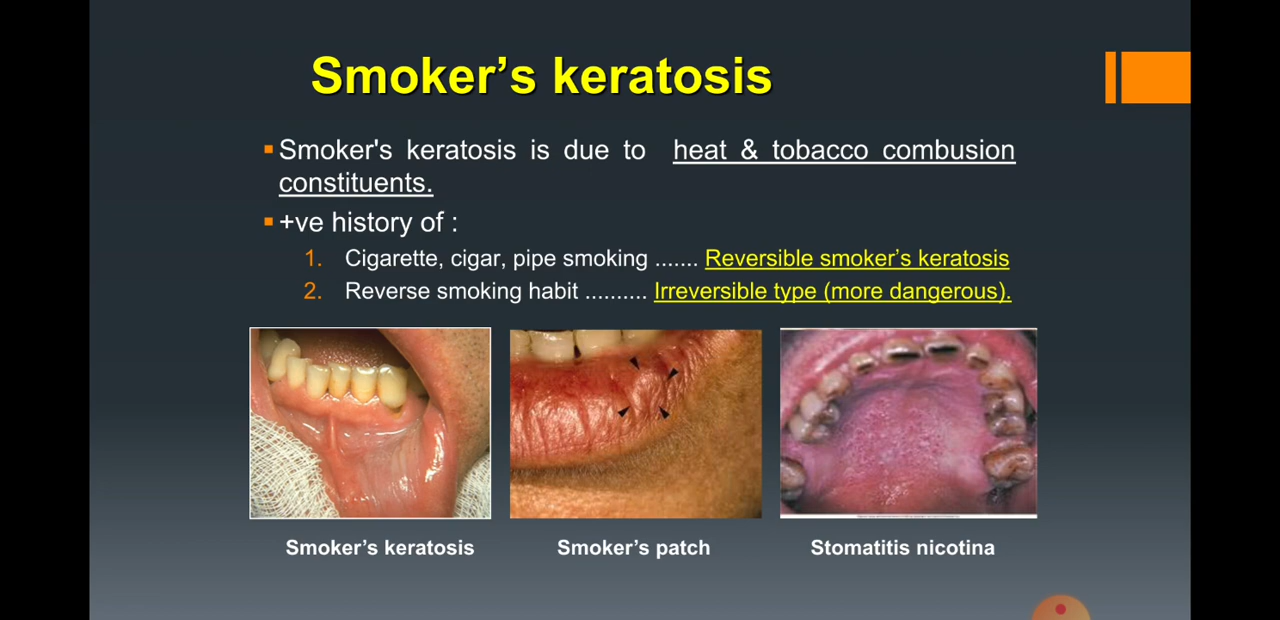 Smoker’s keratosis
Smoker's keratosis is due to heat & tobacco combusion
constituents.
+ve history of :
1. Cigarette, cigar, pipe smoking ....... Reversible smoker’s keratosis
2. Reverse smoking habit .......... Irreversible type (more dangerous).
Smoker’s keratosis Smoker’s patch Stomatitis nicotina